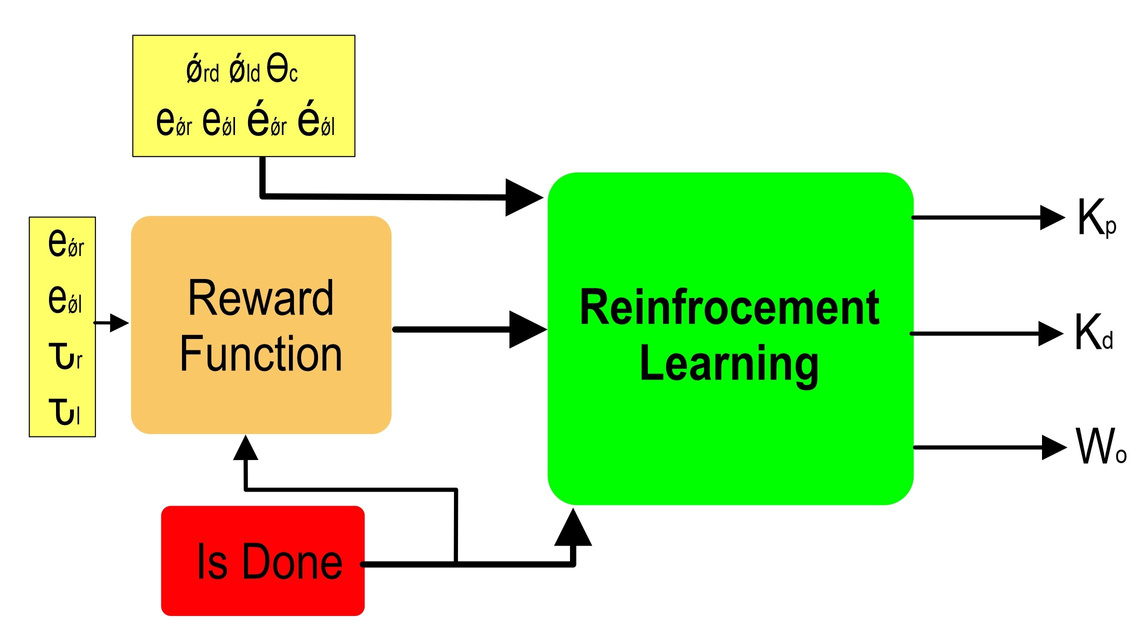 ǿrd ǿld Ѳc
eǿr eǿl éǿr éǿl
eǿr
eǿl
τr
τl
Reward
Function
Is Done
Reinfrocement
Learning
Kp
Kd
Wo